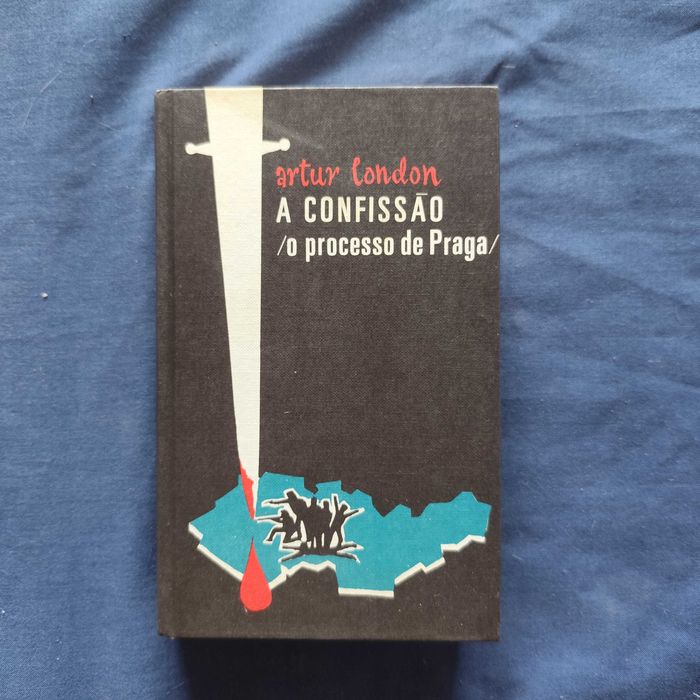 artur london
A CONFISSÃO
/o processo de Praga/